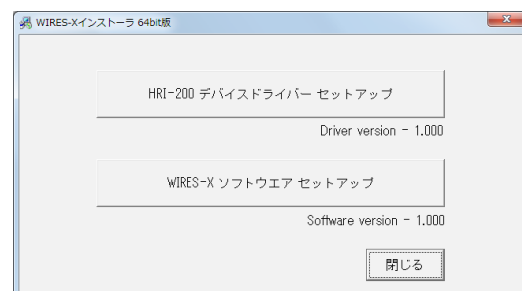 WIRES-Xインストーラ 64bit版
HRI-200 デバイスドライバー セットアップ
Driver version - 1.000
WIRES-X ソフトウエア セットアップ
Software version - 1.000
閉じる